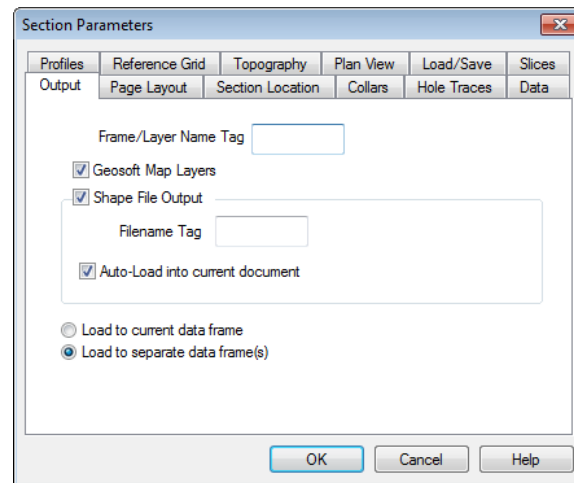 Section Parameters
Profiles Reference Grid Topography Plan View Load/Save Slices
Output Page Layout Section Location Collars Hole Traces Data
Frame/Layer Name Tag
Geosoft Map Layers
Shape File Output
Filename Tag
Auto-Load into current document
Load to current data frame
Load to separate data frame(s)
OK Cancel Help